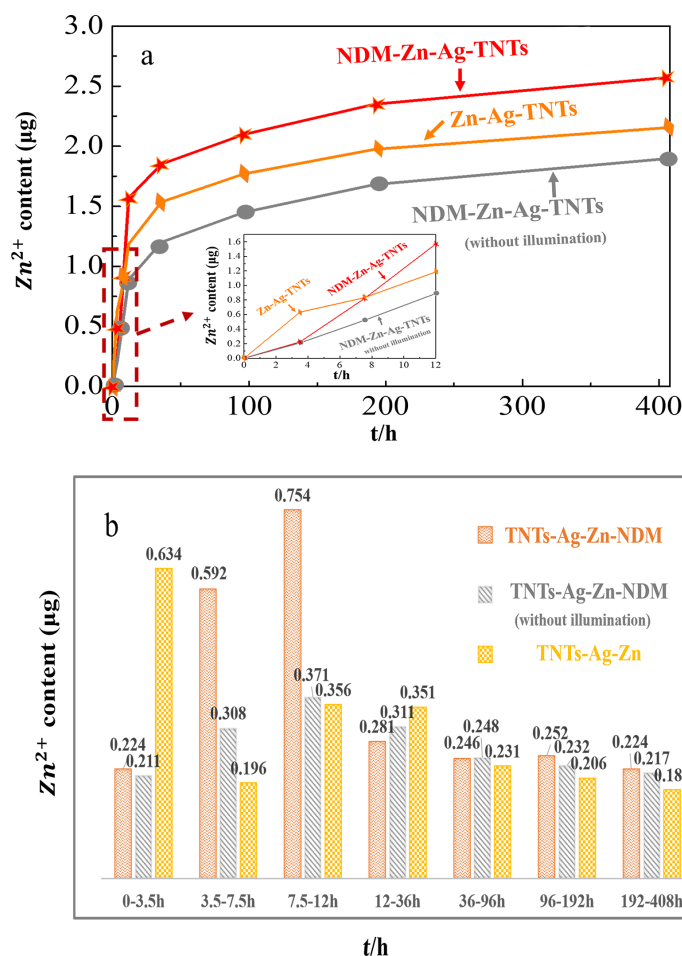 a
3.0
2.5
2.0
1.5
1.0
0.5
0.0
Zn²⁺ content (µg)
NDM-Zn-Ag-TNTs
Zn-Ag-TNTs
NDM-Zn-Ag-TNTs
(without illumination)
1.6
1.4
1.2
1.0
0.8
0.6
0.4
0.2
0.0
Zn²⁺ content (µg)
Zn-Ag-TNTs
NDM-Zn-Ag-TNTs
NDM-Zn-Ag-TNTs
without illumination
0 2 4 6 8 10 12
t/h
0 100 200 300 400
t/h
b
Zn²⁺ content (µg)
TNTs-Ag-Zn-NDM
TNTs-Ag-Zn-NDM
(without illumination)
TNTs-Ag-Zn
0.224 0.211 0.634
0.592 0.308 0.196
0.754 0.371 0.356
0.281 0.311 0.351
0.246 0.248 0.231
0.252 0.232 0.206
0.224 0.217 0.18
0-3.5h 3.5-7.5h 7.5-12h 12-36h 36-96h 96-192h 192-408h
t/h